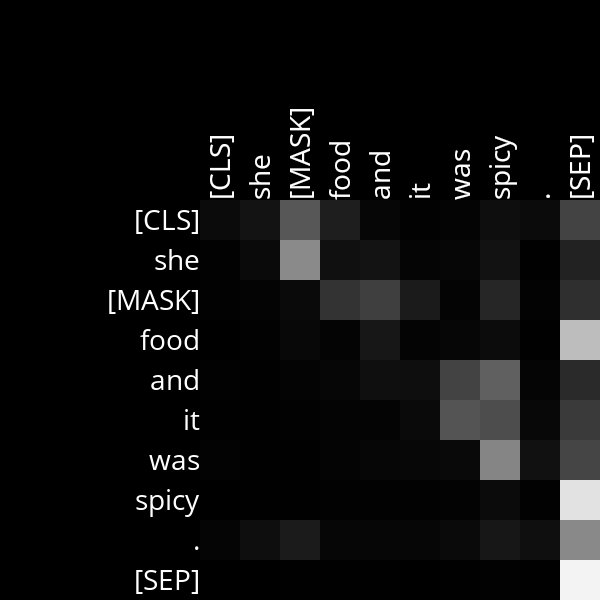 [CLS] she [MASK] food and it was spicy . [SEP]
[CLS]
she
[MASK]
food
and
it
was
spicy
.
[SEP]